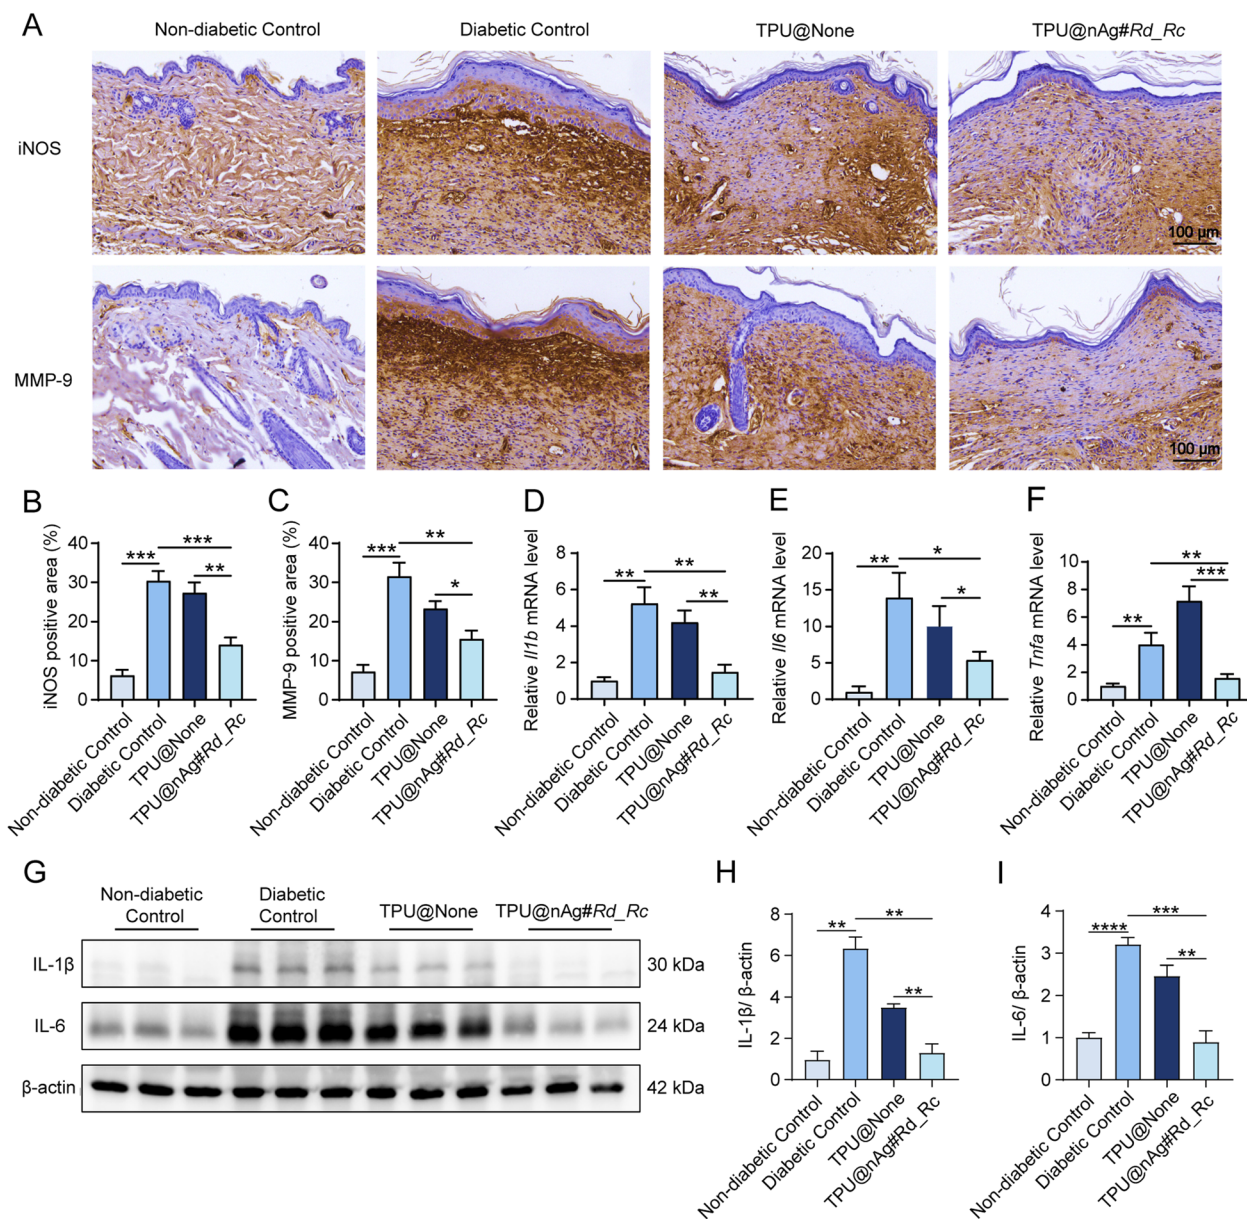 A
Non-diabetic Control
Diabetic Control
TPU@None
TPU@nAg#Rd_Rc
iNOS
100 µm
MMP-9
100 µm
B
iNOS positive area (%)
40
30
20
10
0
***
***
**
Non-diabetic Control
Diabetic Control
TPU@None
TPU@nAg#Rd_Rc
C
MMP-9 positive area (%)
40
30
20
10
0
***
**
*
Non-diabetic Control
Diabetic Control
TPU@None
TPU@nAg#Rd_Rc
D
Relative Il1b mRNA level
8
6
4
2
0
**
**
**
Non-diabetic Control
Diabetic Control
TPU@None
TPU@nAg#Rd_Rc
E
Relative Il6 mRNA level
20
15
10
5
0
**
*
*
Non-diabetic Control
Diabetic Control
TPU@None
TPU@nAg#Rd_Rc
F
Relative Tnfa mRNA level
10
8
6
4
2
0
**
**
***
Non-diabetic Control
Diabetic Control
TPU@None
TPU@nAg#Rd_Rc
G
Non-diabetic
Control
Diabetic
Control
TPU@None
TPU@nAg#Rd_Rc
IL-1β
30 kDa
IL-6
24 kDa
β-actin
42 kDa
H
IL-1β/ β-actin
8
6
4
2
0
**
**
**
Non-diabetic Control
Diabetic Control
TPU@None
TPU@nAg#Rd_Rc
I
IL-6/ β-actin
4
3
2
1
0
****
***
**
Non-diabetic Control
Diabetic Control
TPU@None
TPU@nAg#Rd_Rc